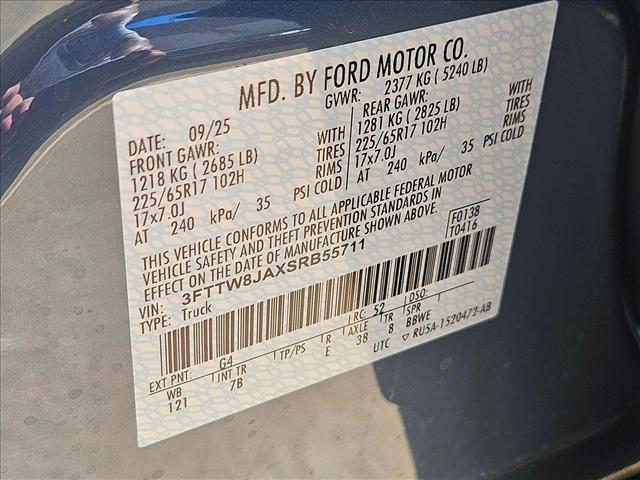 MFD. BY FORD MOTOR CO.
DATE: 09/25 GVWR: 2377 KG ( 5240 LB)
FRONT GAWR: REAR GAWR:
1218 KG ( 2685 LB) WITH 1281 KG ( 2825 LB) WITH
225/65R17 102H TIRES 225/65R17 102H TIRES
17x7.0J RIMS 17x7.0J RIMS
AT 240 kPa/ 35 PSI COLD AT 240 kPa/ 35 PSI COLD
THIS VEHICLE CONFORMS TO ALL APPLICABLE FEDERAL MOTOR
VEHICLE SAFETY AND THEFT PREVENTION STANDARDS IN
EFFECT ON THE DATE OF MANUFACTURE SHOWN ABOVE.
F0138
T0416
VIN: 3FTTW8JAXSRB55711
TYPE: Truck
EXT PNT: G4 RC: 52 DSO:
WB INT TR TP/PS R AXLE TR SPR
121 7B E 38 8 BBWE
UTC ▽ RU5A-1520472-AB